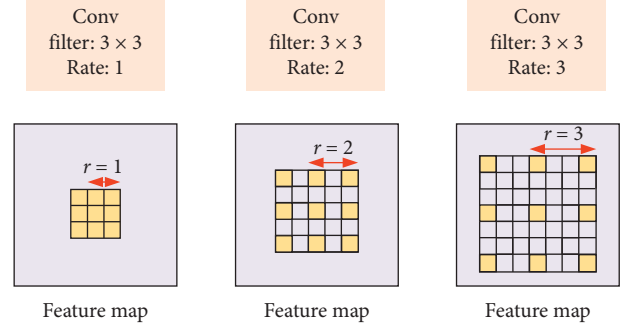 Conv
filter: 3 × 3
Rate: 1
Conv
filter: 3 × 3
Rate: 2
Conv
filter: 3 × 3
Rate: 3
r = 1
r = 2
r = 3
Feature map
Feature map
Feature map